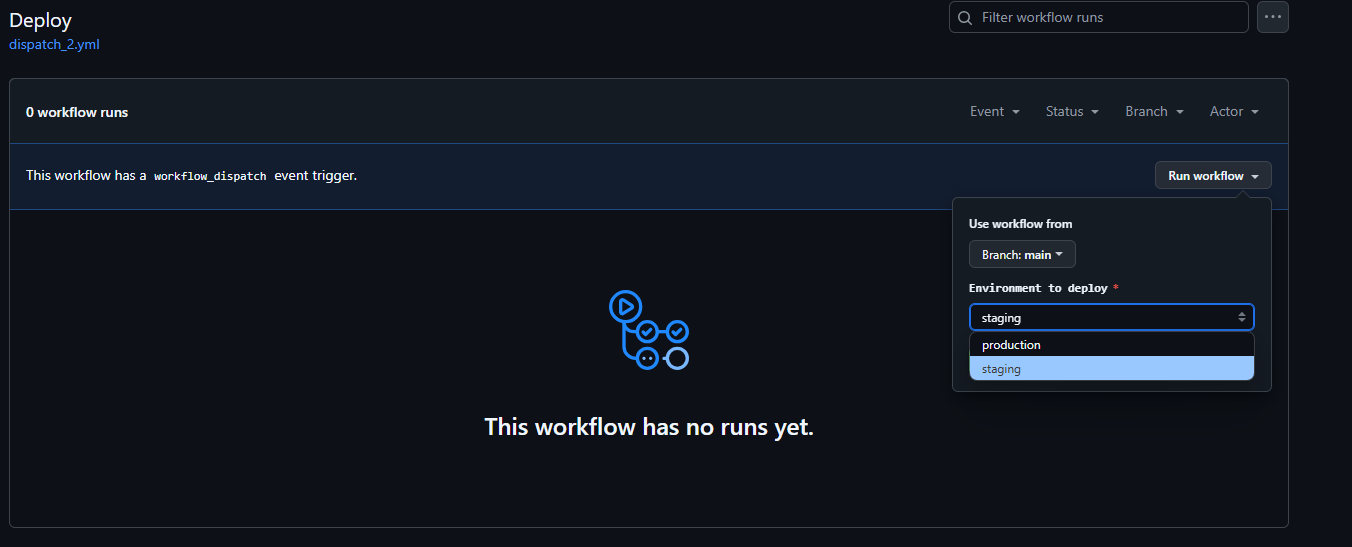 Deploy
Filter workflow runs
dispatch_2.yml
0 workflow runs
Event
Status
Branch
Actor
This workflow has a workflow_dispatch event trigger.
Run workflow
Use workflow from
Branch: main
Environment to deploy *
staging
production
staging
This workflow has no runs yet.